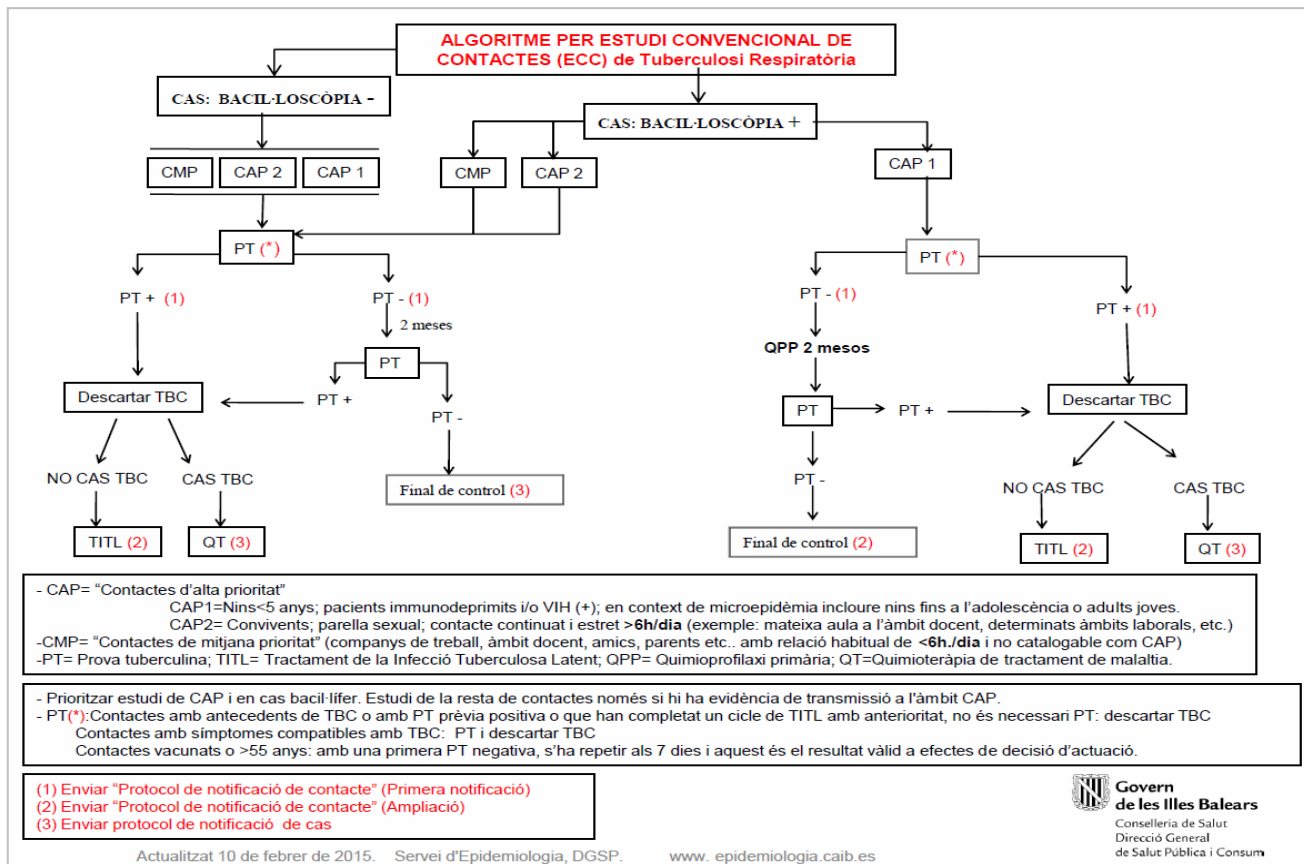 ALGORITME PER ESTUDI CONVENCIONAL DE
CONTACTES (ECC) de Tuberculosi Respiratòria
CAS: BACIL·LOSCÒPIA -
CAS: BACIL·LOSCÒPIA +
CMP
CAP 2
CAP 1
CMP
CAP 2
CAP 1
PT (*)
PT (*)
PT + (1)
PT - (1)
PT - (1)
PT + (1)
2 meses
QPP 2 mesos
PT
Descartar TBC
PT +
PT -
PT
PT +
Descartar TBC
NO CAS TBC
CAS TBC
Final de control (3)
PT -
NO CAS TBC
CAS TBC
TITL (2)
QT (3)
Final de control (2)
TITL (2)
QT (3)
- CAP= “Contactes d’alta prioritat”
CAP1=Nins<5 anys; pacients immunodeprimits i/o VIH (+); en context de microepidèmia incloure nins fins a l’adolescència o adults joves.
CAP2= Convivents; parella sexual; contacte continuat i estret >6h/dia (exemple: mateixa aula a l’àmbit docent, determinats àmbits laborals, etc.)
-CMP= “Contactes de mitjana prioritat” (companys de treball, àmbit docent, amics, parents etc.. amb relació habitual de <6h./dia i no catalogable com CAP)
-PT= Prova tuberculina; TITL= Tractament de la Infecció Tuberculosa Latent; QPP= Quimioprofilaxi primària; QT=Quimioteràpia de tractament de malaltia.
- Prioritzar estudi de CAP i en cas bacil·lífer. Estudi de la resta de contactes només si hi ha evidència de transmissió a l'àmbit CAP.
- PT(*):Contactes amb antecedents de TBC o amb PT prèvia positiva o que han completat un cicle de TITL amb anterioritat, no és necessari PT: descartar TBC
Contactes amb símptomes compatibles amb TBC: PT i descartar TBC
Contactes vacunats o >55 anys: amb una primera PT negativa, s’ha repetir als 7 dies i aquest és el resultat vàlid a efectes de decisió d’actuació.
(1) Enviar “Protocol de notificació de contacte” (Primera notificació)
(2) Enviar “Protocol de notificació de contacte” (Ampliació)
(3) Enviar protocol de notificació de cas
Govern
de les Illes Balears
Conselleria de Salut
Direcció General
de Salut Pública i Consum
Actualitzat 10 de febrer de 2015. Servei d'Epidemiologia, DGSP. www. epidemiologia.caib.es